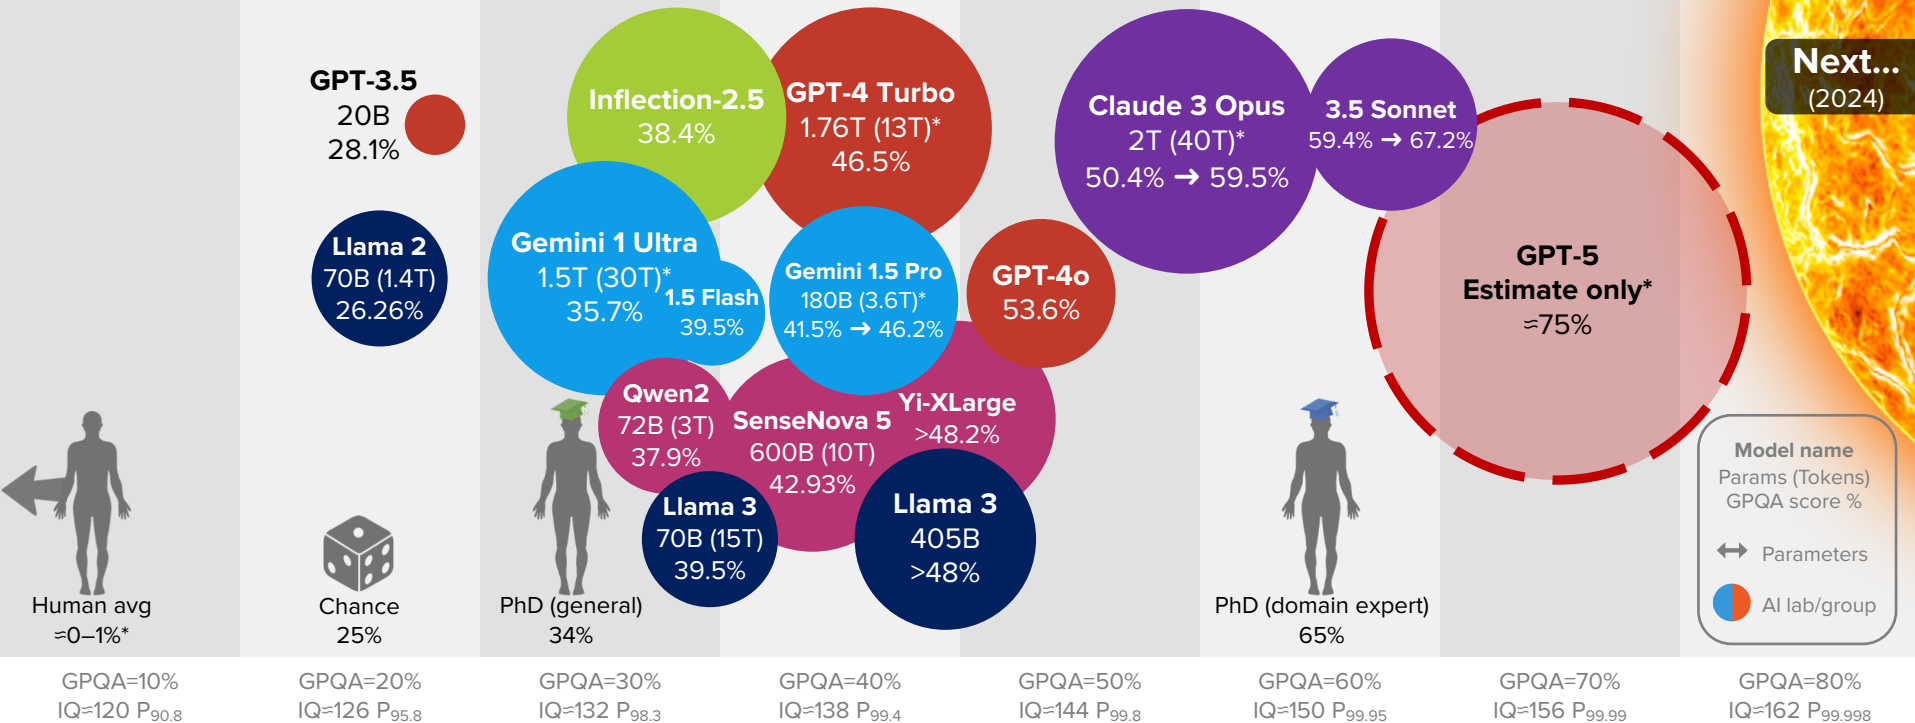 GPT-3.5
20B
28.1%
Llama 2
70B (1.4T)
26.26%
Inflection-2.5
38.4%
GPT-4 Turbo
1.76T (13T)*
46.5%
Claude 3 Opus
2T (40T)*
50.4% ➜ 59.5%
3.5 Sonnet
59.4% ➜ 67.2%
Next...
(2024)
Gemini 1 Ultra
1.5T (30T)*
35.7%
1.5 Flash
39.5%
Gemini 1.5 Pro
180B (3.6T)*
41.5% ➜ 46.2%
GPT-4o
53.6%
GPT-5
Estimate only*
≂75%
Qwen2
72B (3T)
37.9%
SenseNova 5
600B (10T)
42.93%
Yi-XLarge
>48.2%
Llama 3
70B (15T)
39.5%
Llama 3
405B
>48%
Model name
Params (Tokens)
GPQA score %
Parameters
AI lab/group
Human avg
≂0–1%*
Chance
25%
PhD (general)
34%
PhD (domain expert)
65%
GPQA=10%
IQ≂120 P90.8
GPQA=20%
IQ≂126 P95.8
GPQA=30%
IQ≂132 P98.3
GPQA=40%
IQ≂138 P99.4
GPQA=50%
IQ≂144 P99.8
GPQA=60%
IQ≂150 P99.95
GPQA=70%
IQ≂156 P99.99
GPQA=80%
IQ≂162 P99.998